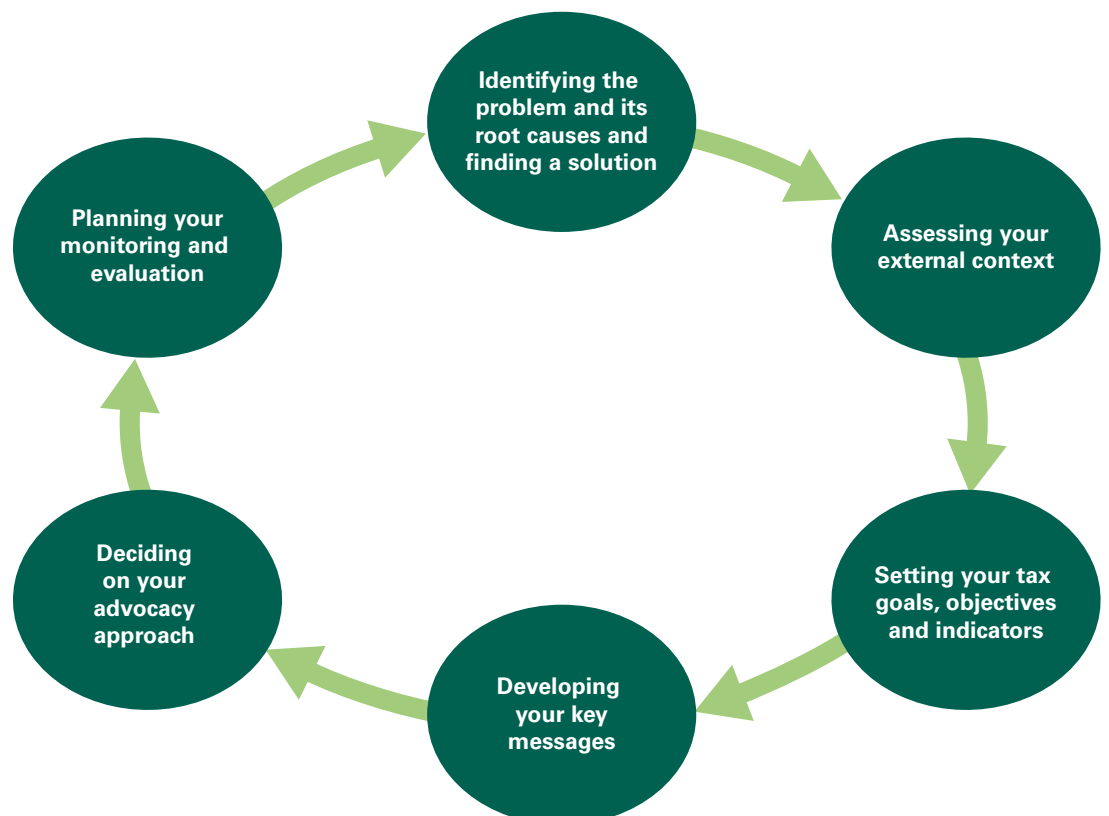 Identifying the
problem and its
root causes and
finding a solution
Assessing your
external context
Setting your tax
goals, objectives
and indicators
Developing
your key
messages
Deciding
on your
advocacy
approach
Planning your
monitoring and
evaluation